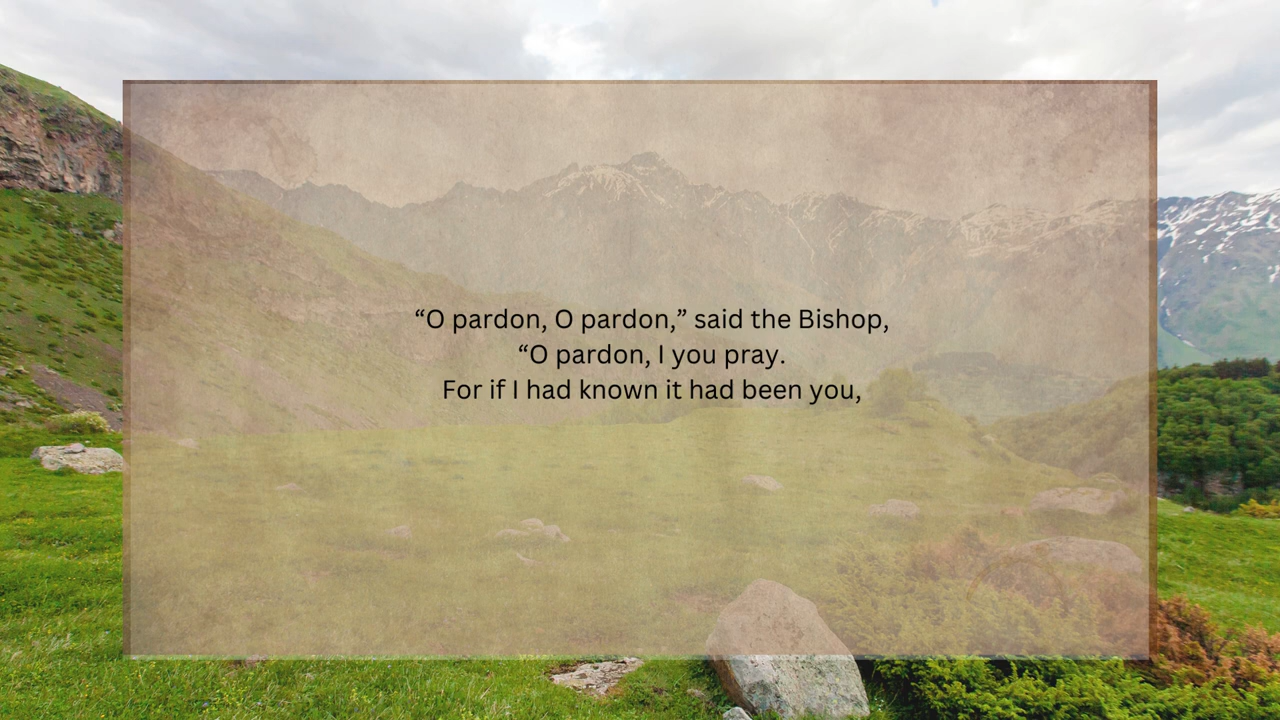 “O pardon, O pardon,” said the Bishop,
“O pardon, I you pray.
For if I had known it had been you,